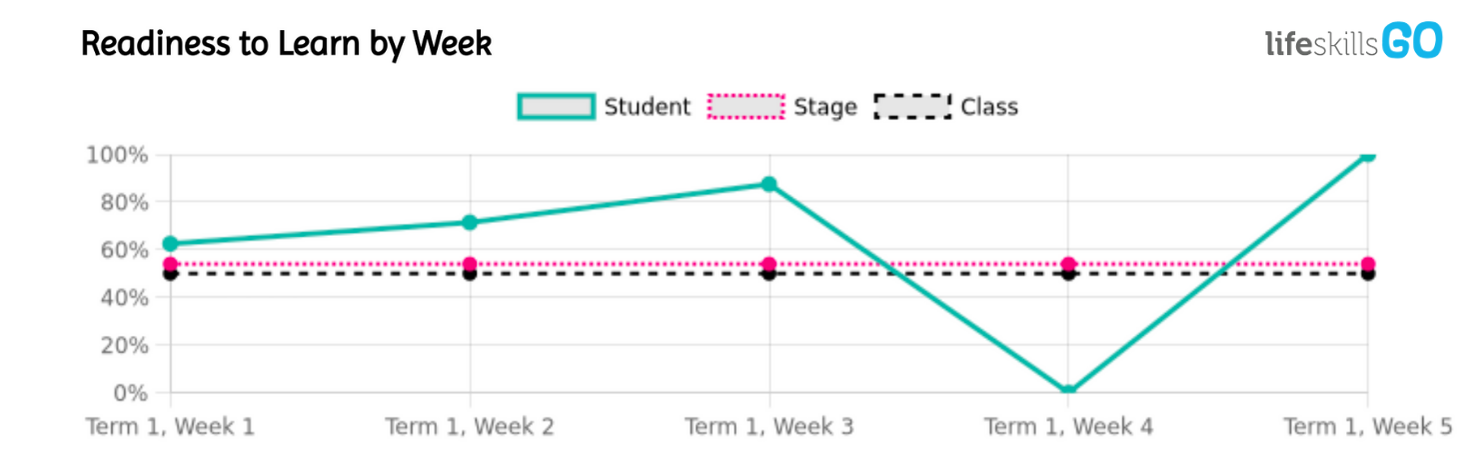 Readiness to Learn by Week
lifeskillsGO
Student Stage Class
100%
80%
60%
40%
20%
0%
Term 1, Week 1 Term 1, Week 2 Term 1, Week 3 Term 1, Week 4 Term 1, Week 5